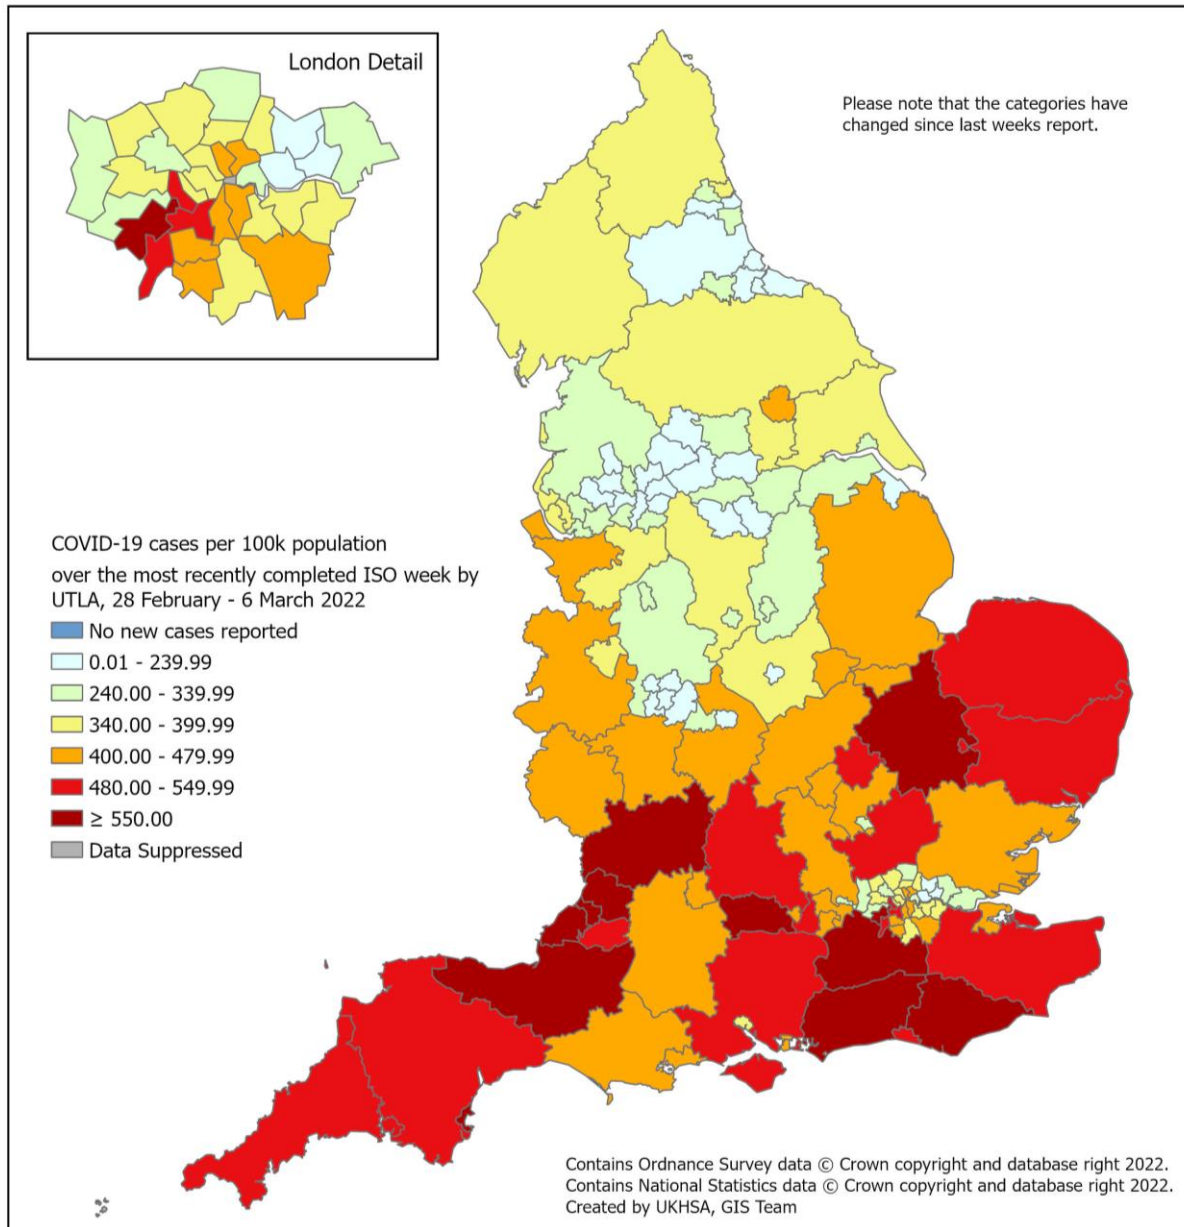 London Detail
Please note that the categories have
changed since last weeks report.
COVID-19 cases per 100k population
over the most recently completed ISO week by
UTLA, 28 February - 6 March 2022
No new cases reported
0.01 - 239.99
240.00 - 339.99
340.00 - 399.99
400.00 - 479.99
480.00 - 549.99
≥ 550.00
Data Suppressed
Contains Ordnance Survey data © Crown copyright and database right 2022.
Contains National Statistics data © Crown copyright and database right 2022.
Created by UKHSA, GIS Team